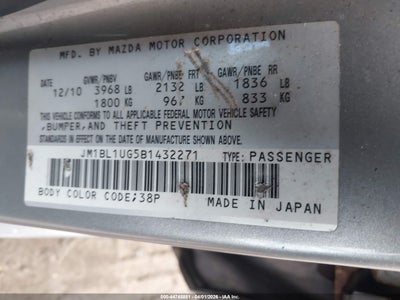 MFD. BY MAZDA MOTOR CORPORATION
DATE GVWR/PNBV GAWR/PNBE FRT GAWR/PNBE RR
12/10 3968 LB 2132 LB 1836 LB
1800 KG 967 KG 833 KG
THIS VEHICLE CONFORMS TO ALL
APPLICABLE FEDERAL MOTOR VEHICLE SAFETY
,BUMPER,AND THEFT PREVENTION
STANDARDS IN EFFECT ON THE DATE OF
MANUFACTURE SHOWN ABOVE.
JM1BL1UG5B1432271 TYPE: PASSENGER
BODY COLOR CODE;38P MADE IN JAPAN